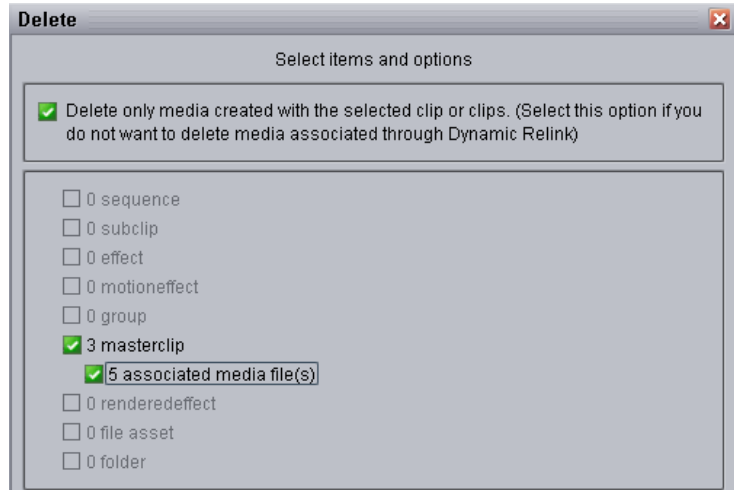 Delete
Select items and options
Delete only media created with the selected clip or clips. (Select this option if you
do not want to delete media associated through Dynamic Relink)
0 sequence
0 subclip
0 effect
0 motioneffect
0 group
3 masterclip
5 associated media file(s)
0 renderedeffect
0 file asset
0 folder